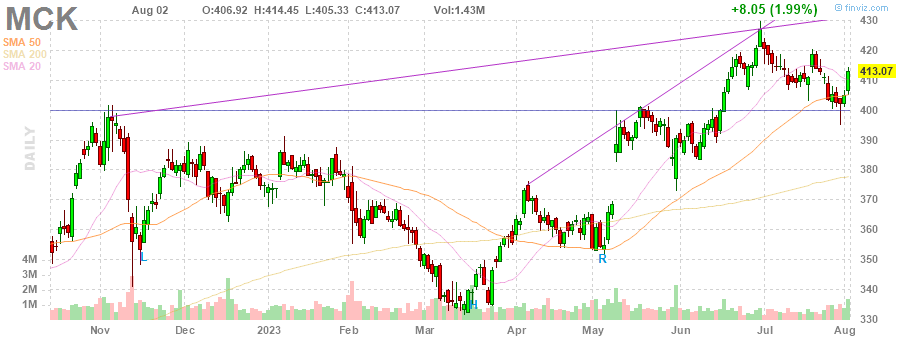 MCK Aug 02 O:406.92 H:414.45 L:405.33 C:413.07 Vol:1.43M +8.05 (1.99%) © finviz.com
SMA 50
SMA 200
SMA 20
DAILY
430
420
413.07
410
400
390
380
370
360
350
340
330
4M
3M
2M
1M
L
H
R
Nov Dec 2023 Feb Mar Apr May Jun Jul Aug